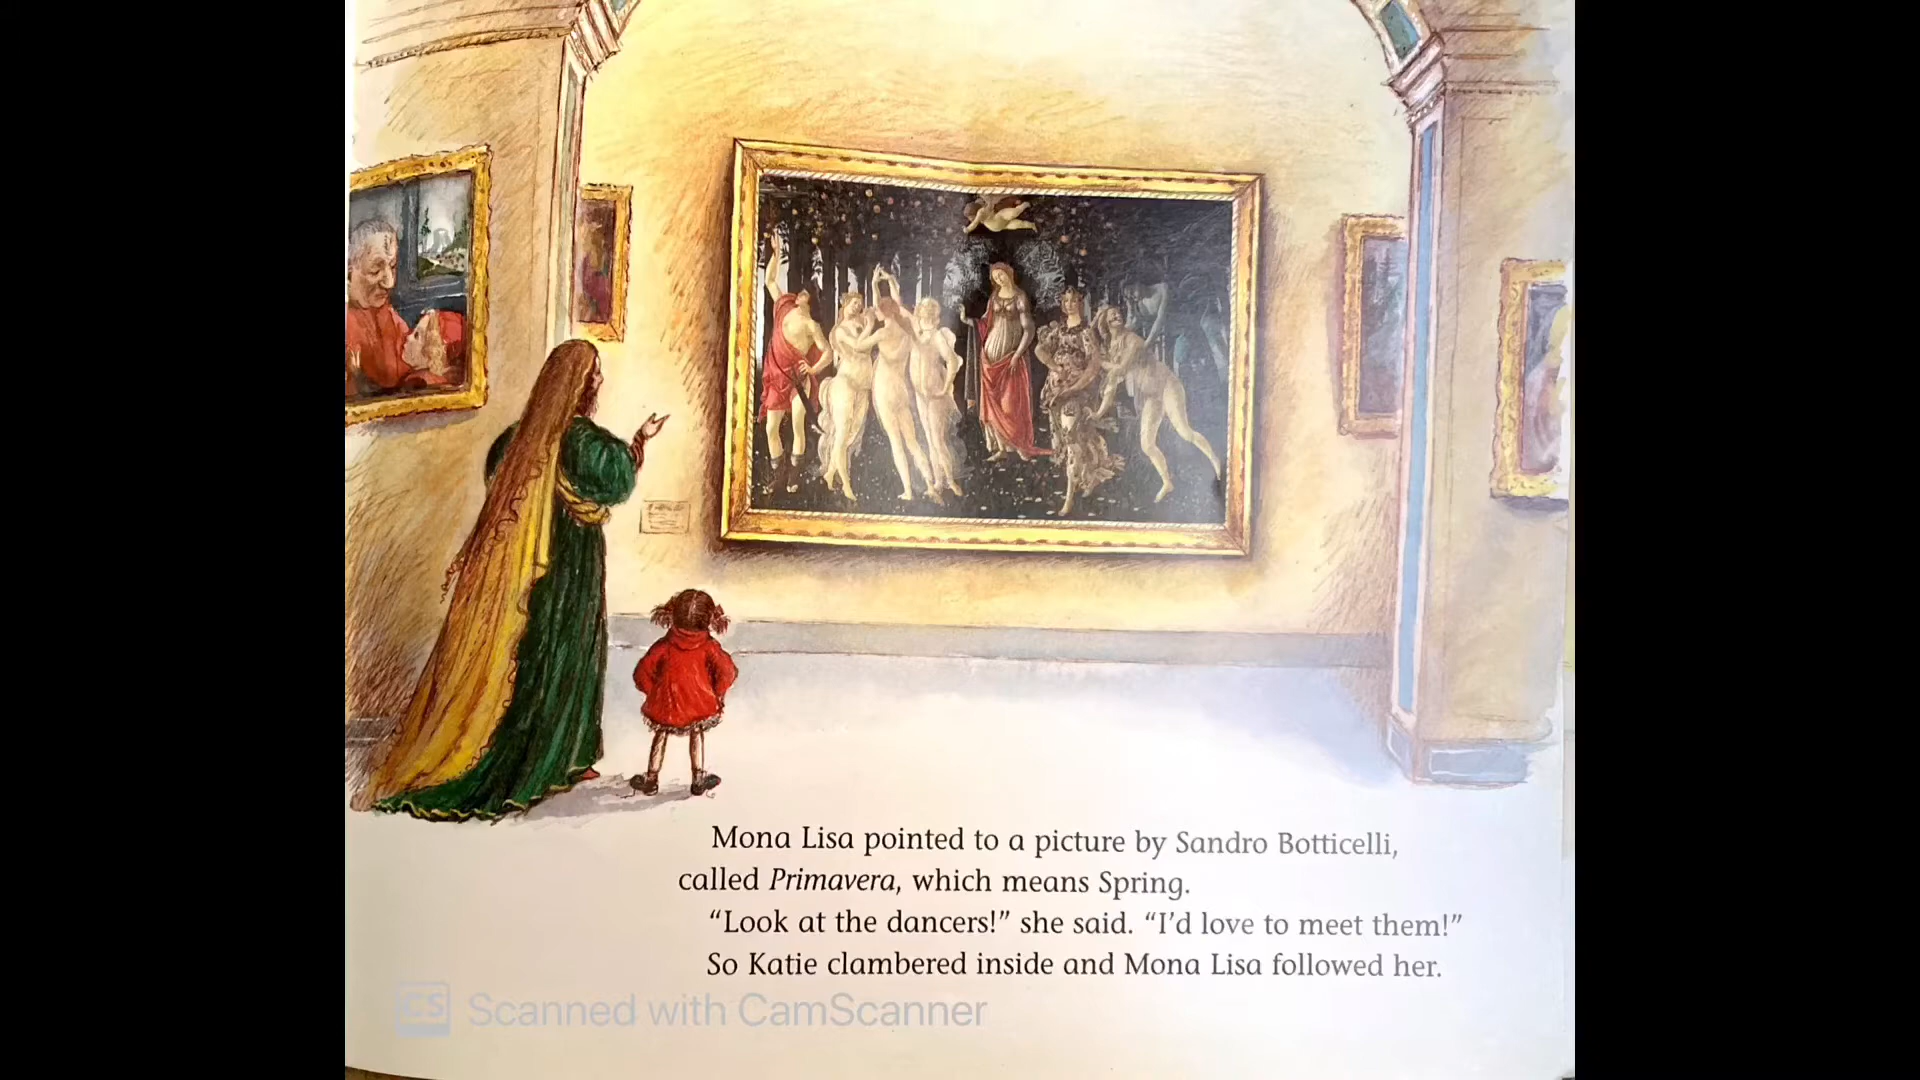 Mona Lisa pointed to a picture by Sandro Botticelli,
called Primavera, which means Spring.
“Look at the dancers!” she said. “I’d love to meet them!”
So Katie clambered inside and Mona Lisa followed her.
CS Scanned with CamScanner